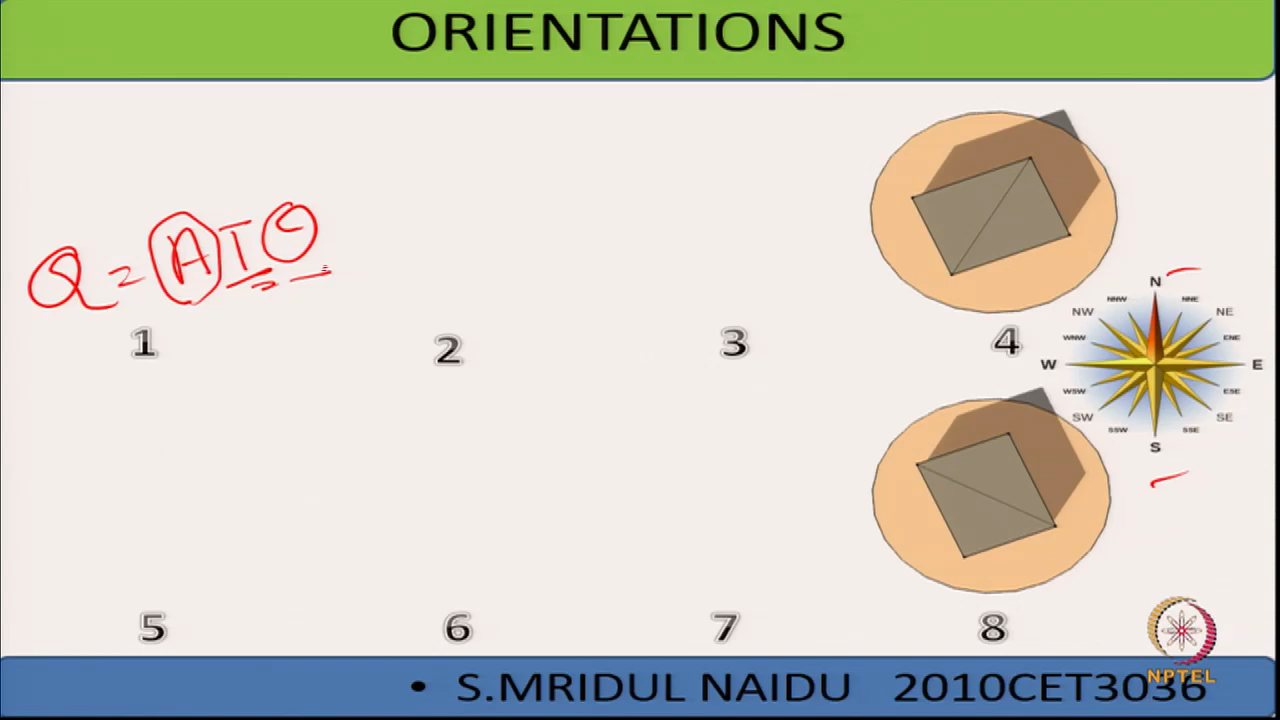 ORIENTATIONS
Q = A I θ
1
2
3
4
N
NNW
NNE
NW
NE
WNW
ENE
W
E
WSW
ESE
SW
SE
SSW
SSE
S
5
6
7
8
NPTEL
• S.MRIDUL NAIDU 2010CET3036